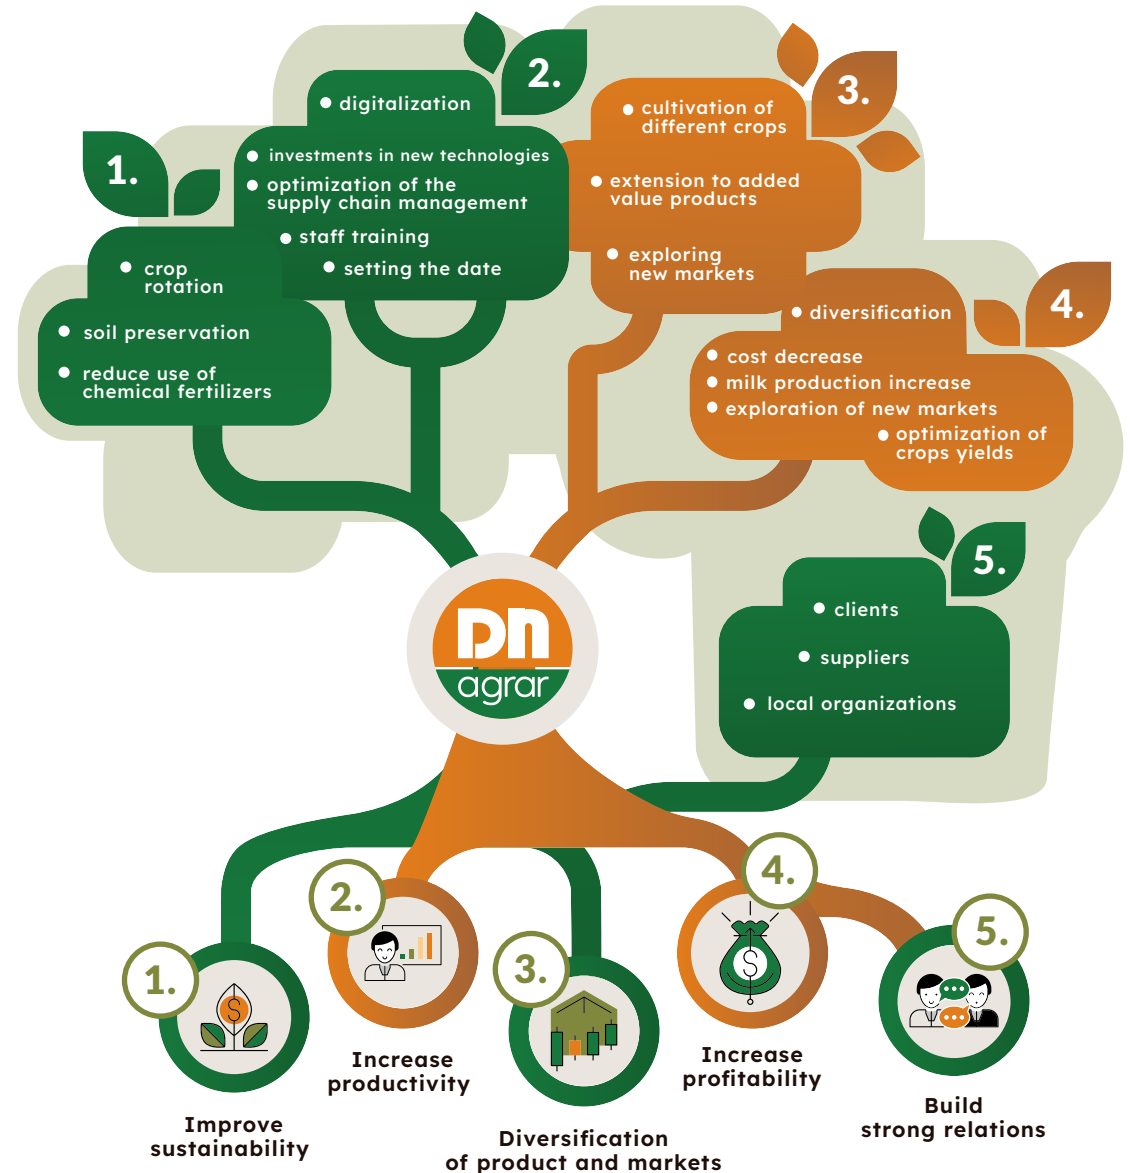 1.
crop
rotation
soil preservation
reduce use of
chemical fertilizers
2.
digitalization
investments in new technologies
optimization of the
supply chain management
staff training
setting the date
3.
cultivation of
different crops
extension to added
value products
exploring
new markets
4.
diversification
cost decrease
milk production increase
exploration of new markets
optimization of
crops yields
5.
clients
suppliers
local organizations
Dn
agrar
1.
$
Improve
sustainability
2.
Increase
productivity
3.
Diversification
of product and markets
4.
$
Increase
profitability
5.
Build
strong relations